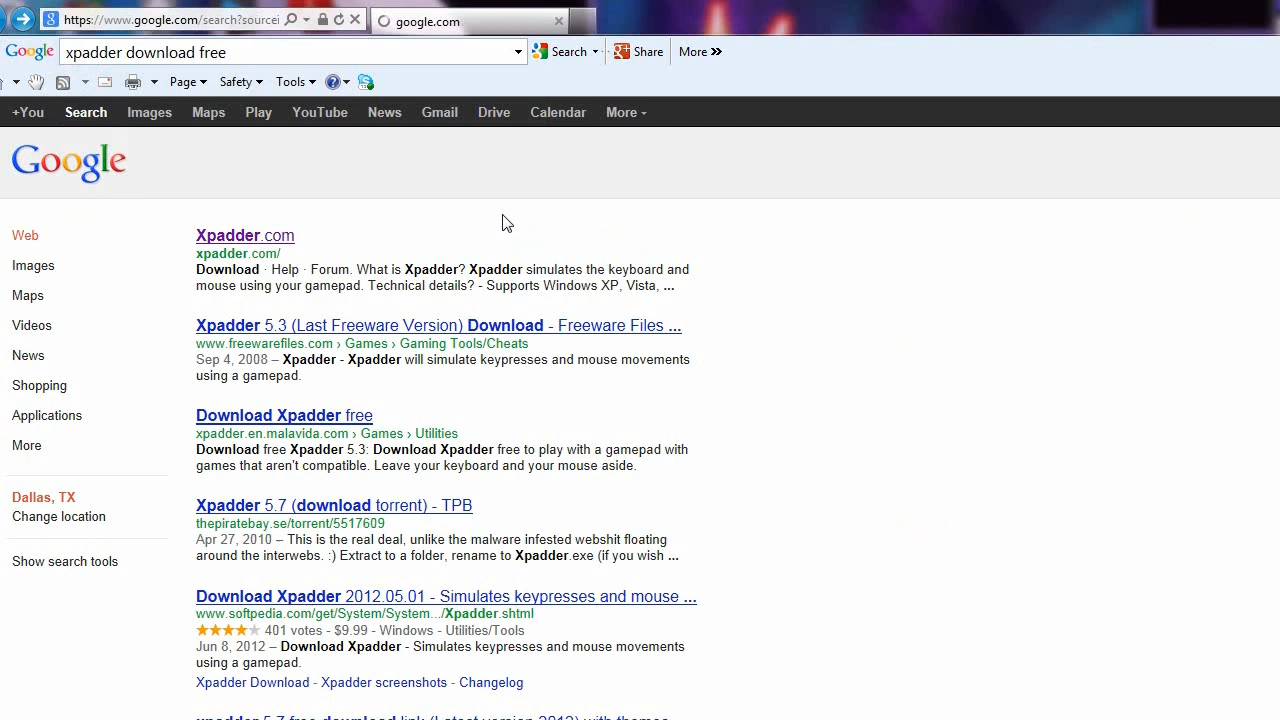 https://www.google.com/search?sourcei
google.com
Google
xpadder download free
Search
Share
More »
Page
Safety
Tools
+You Search Images Maps Play YouTube News Gmail Drive Calendar More
Google
Web
Images
Maps
Videos
News
Shopping
Applications
More
Dallas, TX
Change location
Show search tools
Xpadder.com
xpadder.com/
Download · Help · Forum. What is Xpadder? Xpadder simulates the keyboard and
mouse using your gamepad. Technical details? - Supports Windows XP, Vista, ...
Xpadder 5.3 (Last Freeware Version) Download - Freeware Files ...
www.freewarefiles.com › Games › Gaming Tools/Cheats
Sep 4, 2008 – Xpadder - Xpadder will simulate keypresses and mouse movements
using a gamepad.
Download Xpadder free
xpadder.en.malavida.com › Games › Utilities
Download free Xpadder 5.3: Download Xpadder free to play with a gamepad with
games that aren't compatible. Leave your keyboard and your mouse aside.
Xpadder 5.7 (download torrent) - TPB
thepiratebay.se/torrent/5517609
Apr 27, 2010 – This is the real deal, unlike the malware infested webshit floating
around the interwebs. :) Extract to a folder, rename to Xpadder.exe (if you wish ...
Download Xpadder 2012.05.01 - Simulates keypresses and mouse ...
www.softpedia.com/get/System/System.../Xpadder.shtml
401 votes - $9.99 - Windows - Utilities/Tools
Jun 8, 2012 – Download Xpadder - Simulates keypresses and mouse movements
using a gamepad.
Xpadder Download - Xpadder screenshots - Changelog
xpadder 5.7 free download link (Latest version 2012) with themes